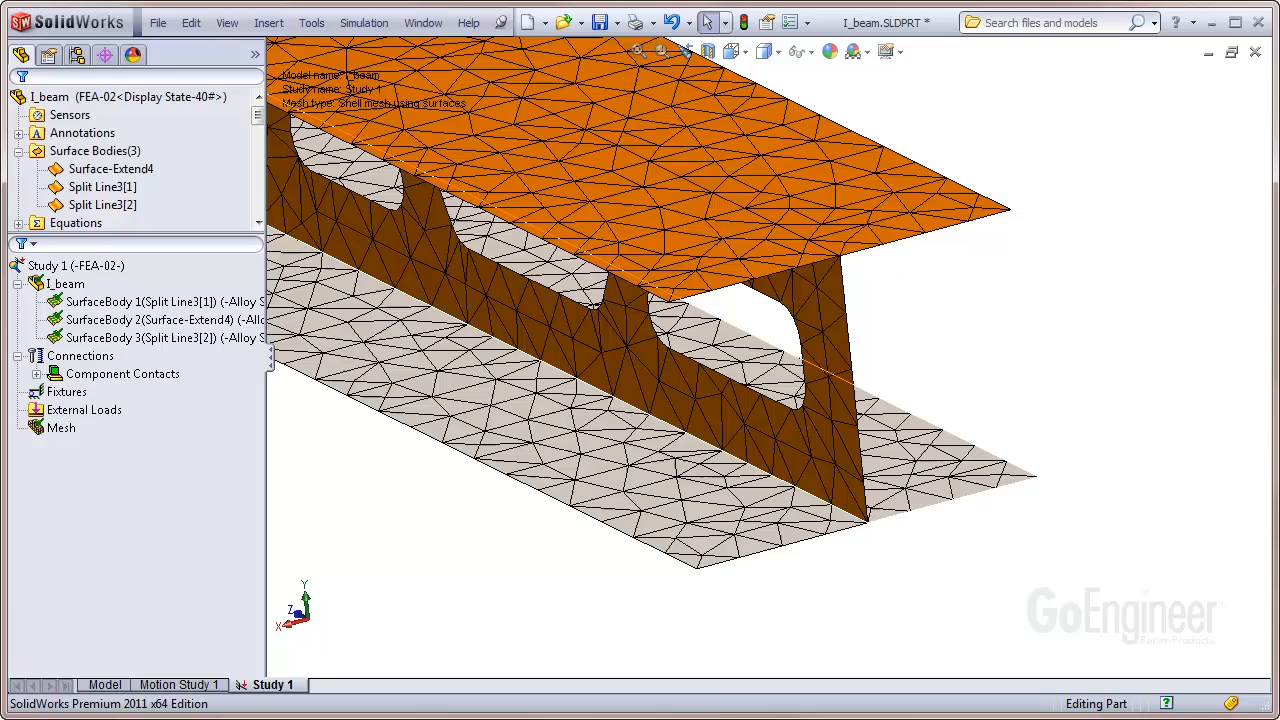 SolidWorks File Edit View Insert Tools Simulation Window Help I_beam.SLDPRT * Search files and models
I_beam (FEA-02<Display State-40#>)
Sensors
Annotations
Surface Bodies(3)
Surface-Extend4
Split Line3[1]
Split Line3[2]
Equations
Study 1 (-FEA-02-)
I_beam
SurfaceBody 1(Split Line3[1]) (-Alloy S
SurfaceBody 2(Surface-Extend4) (-Allo
SurfaceBody 3(Split Line3[2]) (-Alloy S
Connections
Component Contacts
Fixtures
External Loads
Mesh
Model name: I_beam
Study name: Study 1
Mesh type: Shell mesh using surfaces
Y
Z
X
GoEngineer
Model Motion Study 1 Study 1
SolidWorks Premium 2011 x64 Edition Editing Part